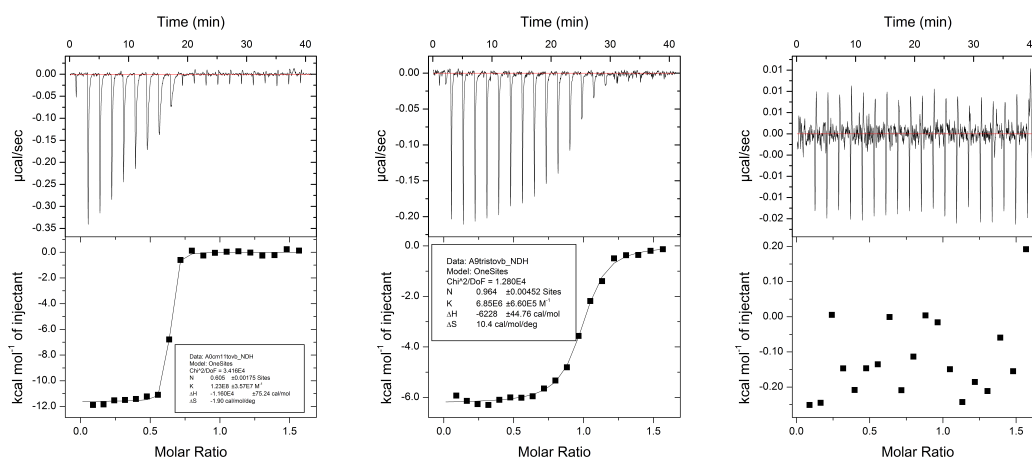 Time (min)
0 10 20 30 40
0.00
-0.05
-0.10
-0.15
-0.20
-0.25
-0.30
-0.35
µcal/sec
0.0
-2.0
-4.0
-6.0
-8.0
-10.0
-12.0
kcal mol⁻¹ of injectant
Data: A0om11tovb_NDH
Model: OneSites
Chi^2/DoF = 3.416E4
N 0.605 ±0.00175 Sites
K 1.23E8 ±3.57E7 M⁻¹
ΔH -1.160E4 ±75.24 cal/mol
ΔS -1.90 cal/mol/deg
0.0 0.5 1.0 1.5
Molar Ratio
Time (min)
0 10 20 30 40
0.00
-0.05
-0.10
-0.15
-0.20
µcal/sec
0.0
-2.0
-4.0
-6.0
kcal mol⁻¹ of injectant
Data: A9tristovb_NDH
Model: OneSites
Chi^2/DoF = 1.280E4
N 0.964 ±0.00452 Sites
K 6.85E6 ±6.60E5 M⁻¹
ΔH -6228 ±44.76 cal/mol
ΔS 10.4 cal/mol/deg
0.0 0.5 1.0 1.5
Molar Ratio
Time (min)
0 10 20 30 40
0.01
0.01
0.00
-0.00
-0.01
-0.01
-0.02
µcal/sec
0.20
0.10
0.00
-0.10
-0.20
kcal mol⁻¹ of injectant
0.0 0.5 1.0 1.5
Molar Ratio